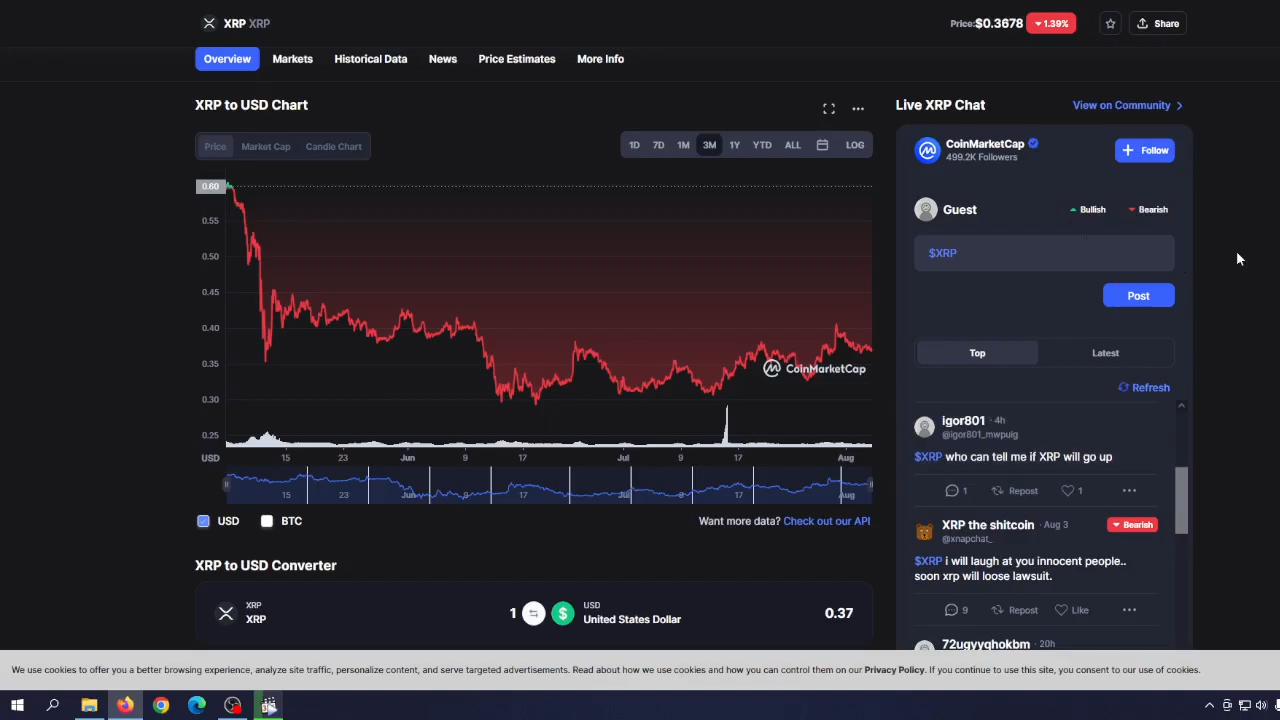 XRP XRP
Price: $0.3678 1.39% Share
Overview Markets Historical Data News Price Estimates More Info
XRP to USD Chart
Price Market Cap Candle Chart
1D 7D 1M 3M 1Y YTD ALL LOG
0.60
0.55
0.50
0.45
0.40
0.35
0.30
0.25
CoinMarketCap
USD 15 23 Jun 9 17 Jul 9 17 Aug
15 23 Jun 9 17 Jul 9 17 Aug
USD BTC
Want more data? Check out our API
XRP to USD Converter
XRP
XRP
1
USD
United States Dollar
0.37
Live XRP Chat View on Community
CoinMarketCap
499.2K Followers
Follow
Guest Bullish Bearish
$XRP
Post
Top Latest
Refresh
igor801 · 4h
@igor801_mwpuig
$XRP who can tell me if XRP will go up
1 Repost 1
XRP the shitcoin · Aug 3 Bearish
@xnapchat_
$XRP i will laugh at you innocent people..
soon xrp will loose lawsuit.
9 Repost Like
72ugyyqhokbm · 20h
We use cookies to offer you a better browsing experience, analyze site traffic, personalize content, and serve targeted advertisements. Read about how we use cookies and how you can control them on our Privacy Policy. If you continue to use this site, you consent to our use of cookies.